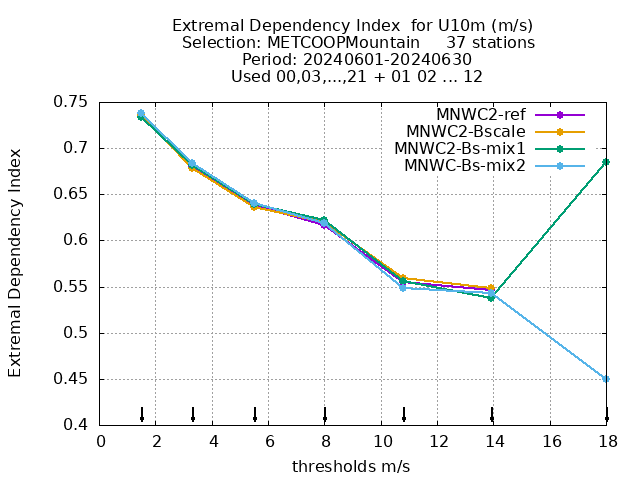 Extremal Dependency Index  for U10m (m/s)
Selection: METCOOPMountain     37 stations
Period: 20240601-20240630
Used 00,03,...,21 + 01 02 ... 12
MNWC2-ref
MNWC2-Bscale
MNWC2-Bs-mix1
MNWC-Bs-mix2
Extremal Dependency Index
0.75
0.7
0.65
0.6
0.55
0.5
0.45
0.4
0 2 4 6 8 10 12 14 16 18
thresholds m/s